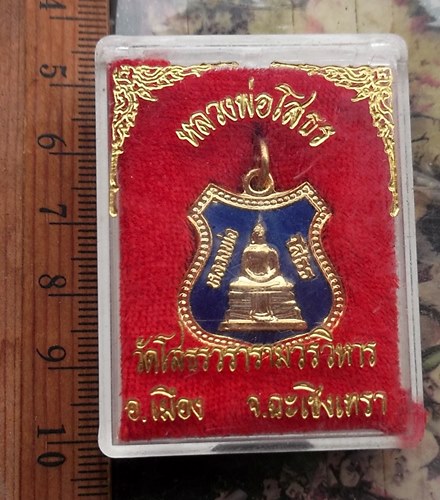 หลวงพ่อโสธร
หลวงพ่อ
โสธร
วัดโสธรวรารามวรวิหาร
อ.เมือง จ.ฉะเชิงเทรา
4
5
6
7
8
9
10